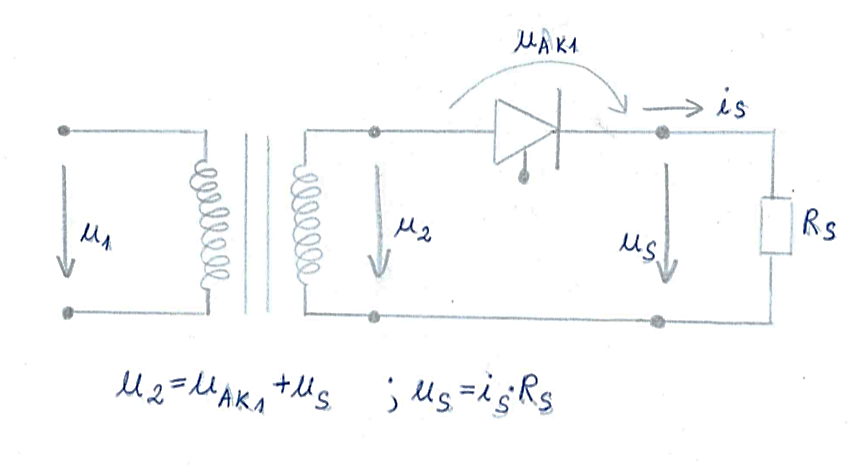 u_AK1
i_S
u_1
u_2
u_S
R_S
u_2 = u_AK1 + u_S ; u_S = i_S · R_S